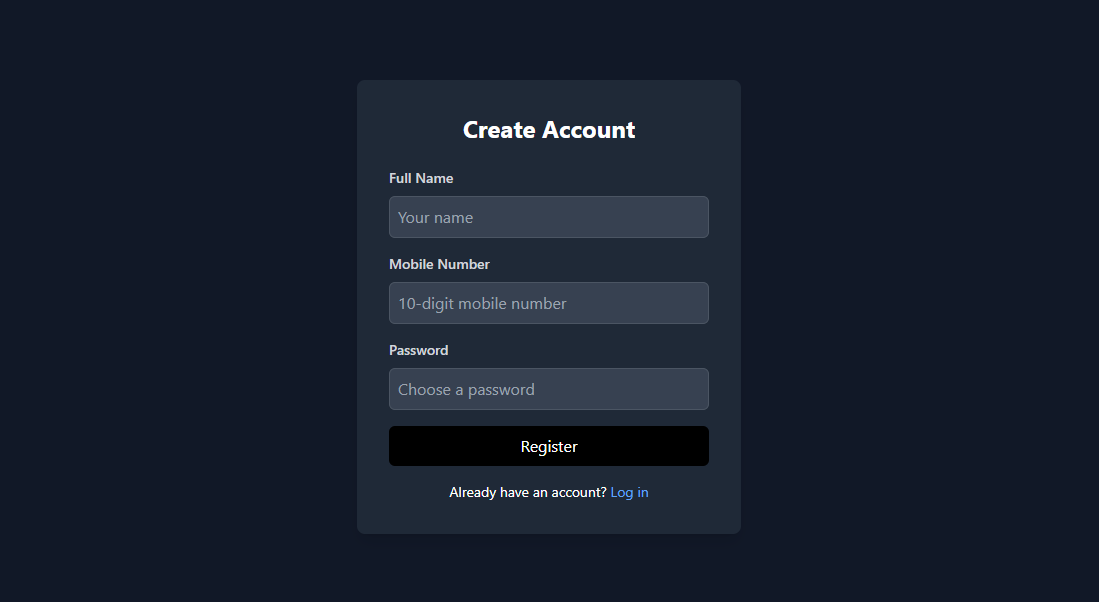 Create Account
Full Name
Your name
Mobile Number
10-digit mobile number
Password
Choose a password
Register
Already have an account? Log in